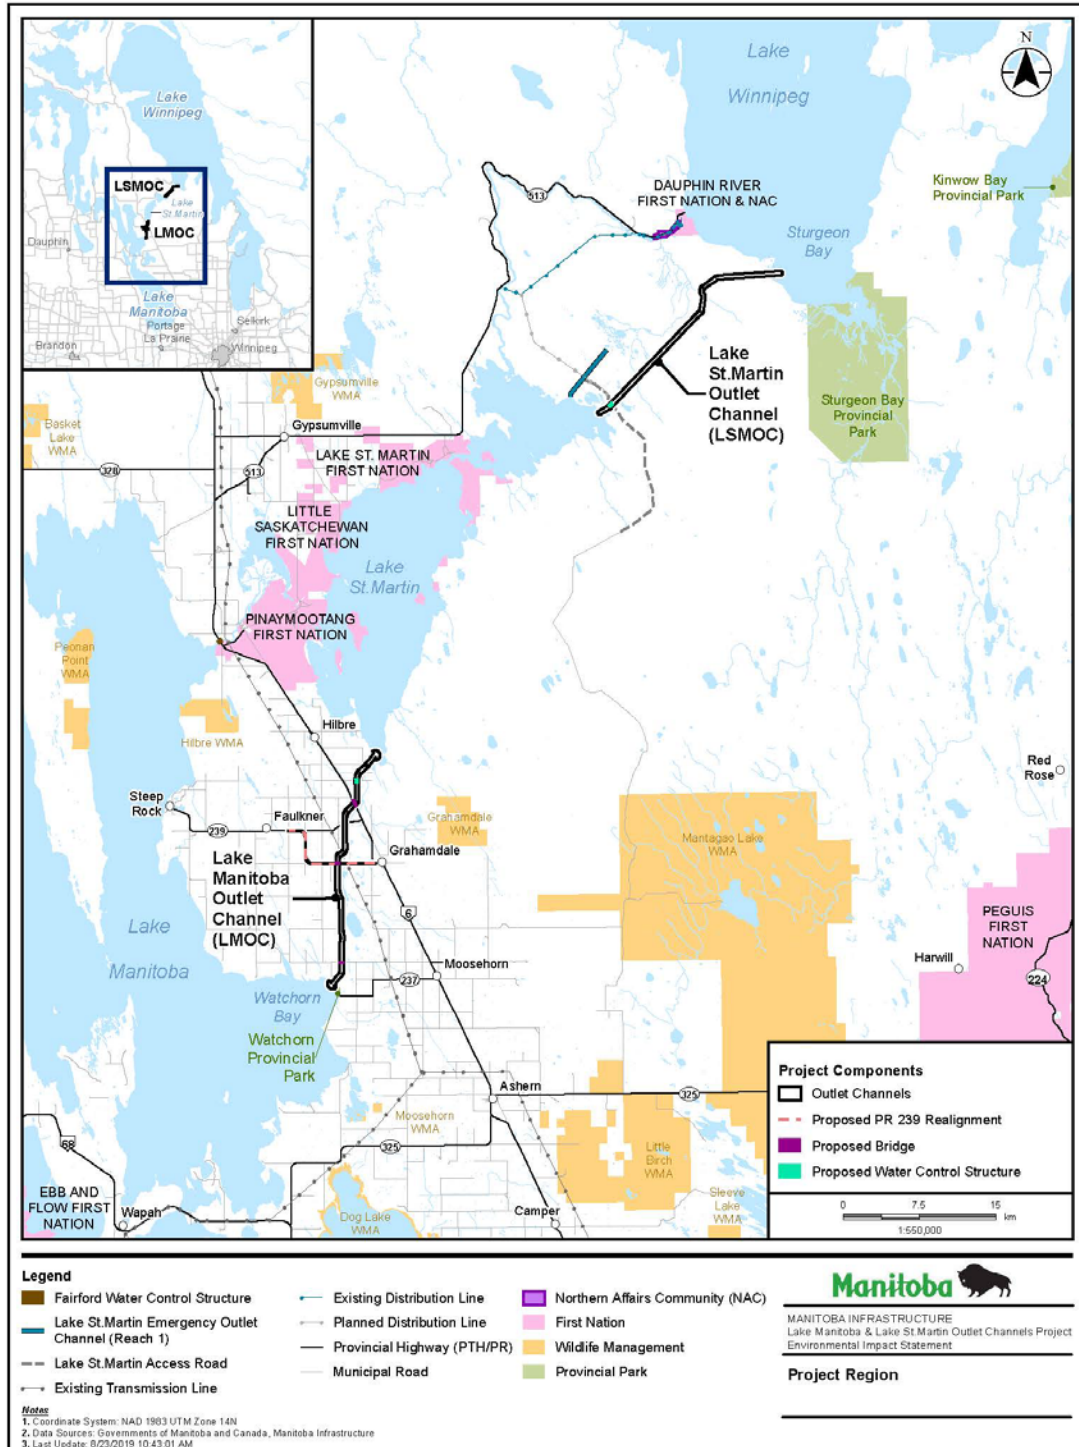 Lake
Winnipeg
N
Lake
Winnipeg
LSMOC
Lake
St.Martin
LMOC
Dauphin
Lake
Manitoba
Portage
La Prairie
Selkirk
Brandon
Winnipeg
513
DAUPHIN RIVER
FIRST NATION & NAC
Kinwow Bay
Provincial Park
Sturgeon
Bay
Lake
St.Martin
Outlet
Channel
(LSMOC)
Sturgeon Bay
Provincial
Park
Gypsumville
WMA
Basket
Lake
WMA
Gypsumville
328
513
LAKE ST. MARTIN
FIRST NATION
LITTLE
SASKATCHEWAN
FIRST NATION
Lake
St.Martin
PINAYMOOTANG
FIRST NATION
Peonan
Point
WMA
Hilbre WMA
Hilbre
Steep
Rock
Faulkner
239
Grahamdale
WMA
Grahamdale
Mantagao Lake
WMA
Red
Rose
Lake
Manitoba
Outlet
Channel
(LMOC)
6
Lake
Manitoba
PEGUIS
FIRST
NATION
Harwill
224
Moosehorn
237
Watchorn
Bay
Watchorn
Provincial
Park
Ashern
325
Moosehorn
WMA
325
68
Little
Birch
WMA
Sleeve
Lake
WMA
EBB AND
FLOW FIRST
NATION
Wapah
Dog Lake
WMA
Camper
Project Components
Outlet Channels
Proposed PR 239 Realignment
Proposed Bridge
Proposed Water Control Structure
0 7.5 15
km
1:550,000
Legend
Fairford Water Control Structure
Lake St.Martin Emergency Outlet
Channel (Reach 1)
Lake St.Martin Access Road
Existing Transmission Line
Existing Distribution Line
Planned Distribution Line
Provincial Highway (PTH/PR)
Municipal Road
Northern Affairs Community (NAC)
First Nation
Wildlife Management
Provincial Park
Manitoba
MANITOBA INFRASTRUCTURE
Lake Manitoba & Lake St.Martin Outlet Channels Project
Environmental Impact Statement
Project Region
Notes
1. Coordinate System: NAD 1983 UTM Zone 14N
2. Data Sources: Governments of Manitoba and Canada, Manitoba Infrastructure
3. Last Update: 8/23/2019 10:43:01 AM